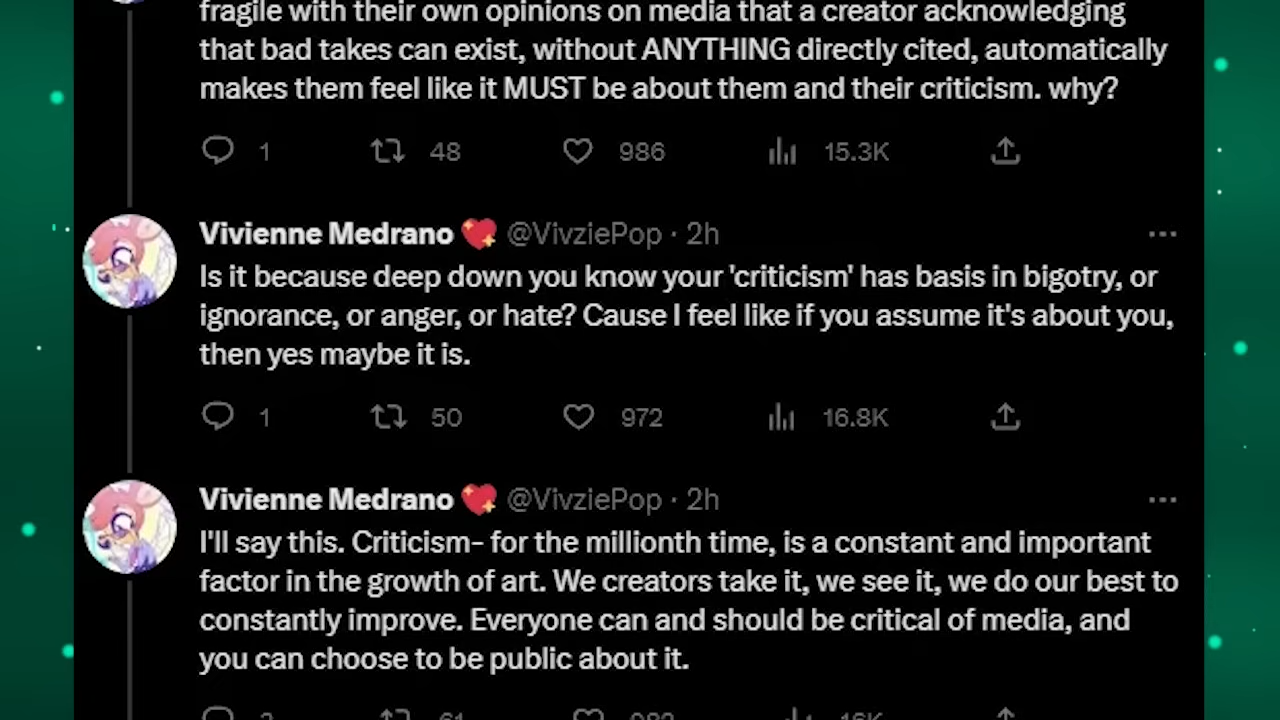 fragile with their own opinions on media that a creator acknowledging
that bad takes can exist, without ANYTHING directly cited, automatically
makes them feel like it MUST be about them and their criticism. why?
1 48 986 15.3K
Vivienne Medrano 💖 @VivziePop · 2h
Is it because deep down you know your 'criticism' has basis in bigotry, or
ignorance, or anger, or hate? Cause I feel like if you assume it's about you,
then yes maybe it is.
1 50 972 16.8K
Vivienne Medrano 💖 @VivziePop · 2h
I'll say this. Criticism- for the millionth time, is a constant and important
factor in the growth of art. We creators take it, we see it, we do our best to
constantly improve. Everyone can and should be critical of media, and
you can choose to be public about it.